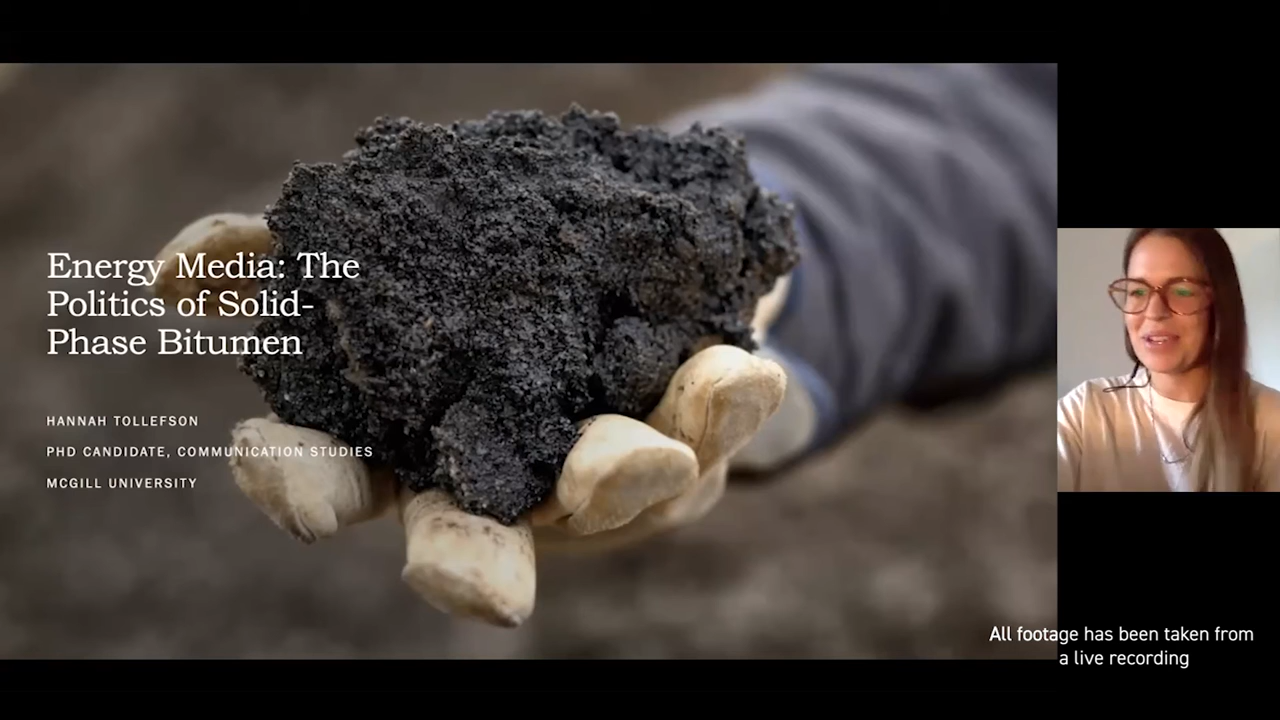 Energy Media: The
Politics of Solid-
Phase Bitumen
HANNAH TOLLEFSON
PHD CANDIDATE, COMMUNICATION STUDIES
MCGILL UNIVERSITY
All footage has been taken from
a live recording